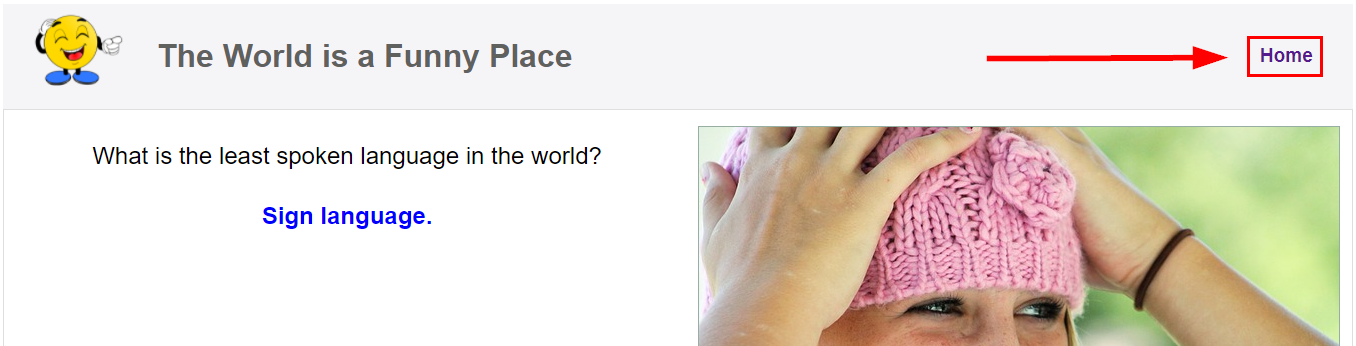 The World is a Funny Place
Home
What is the least spoken language in the world?
Sign language.